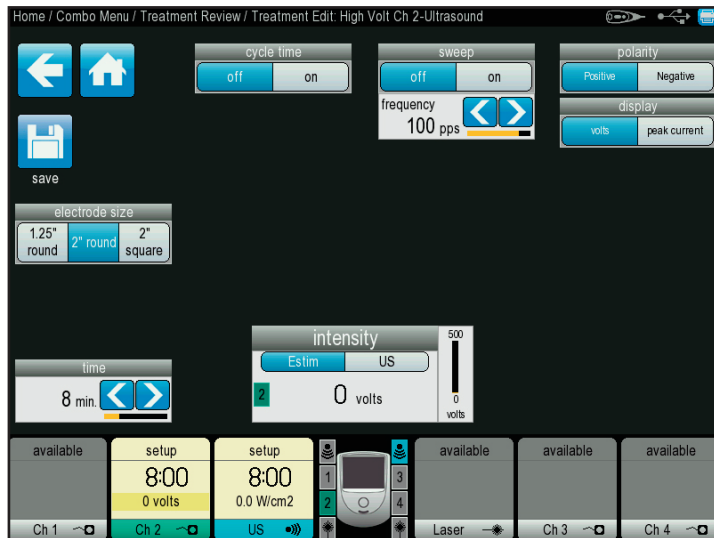 Home / Combo Menu / Treatment Review / Treatment Edit: High Volt Ch 2-Ultrasound
cycle time
off on
sweep
off on
frequency
100 pps
polarity
Positive Negative
display
volts peak current
save
electrode size
1.25"
round
2" round
2"
square
intensity
Estim US
2
0 volts
500
0
volts
time
8 min.
available
Ch 1
setup
8:00
0 volts
Ch 2
setup
8:00
0.0 W/cm2
US
1
2
3
4
available
Laser
available
Ch 3
available
Ch 4